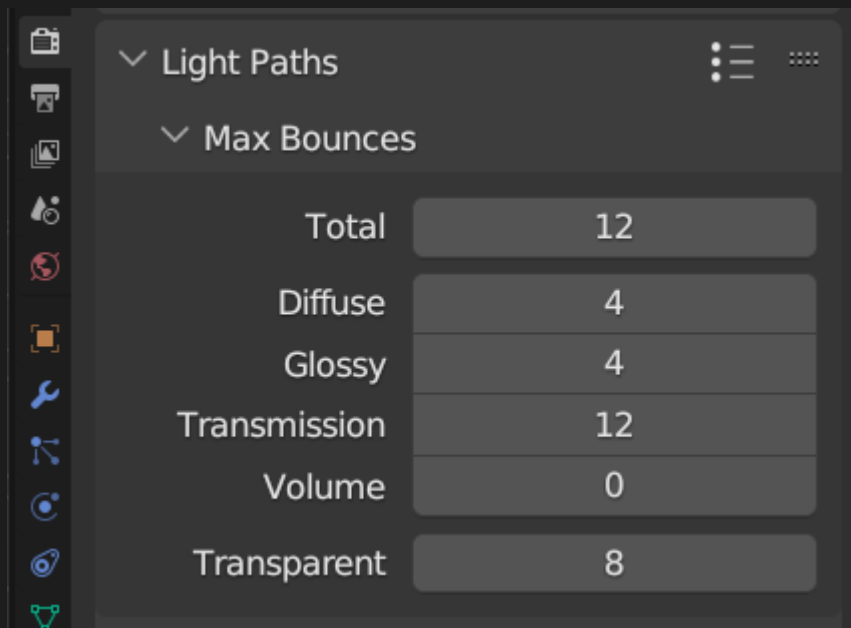 Light Paths
Max Bounces
Total 12
Diffuse 4
Glossy 4
Transmission 12
Volume 0
Transparent 8